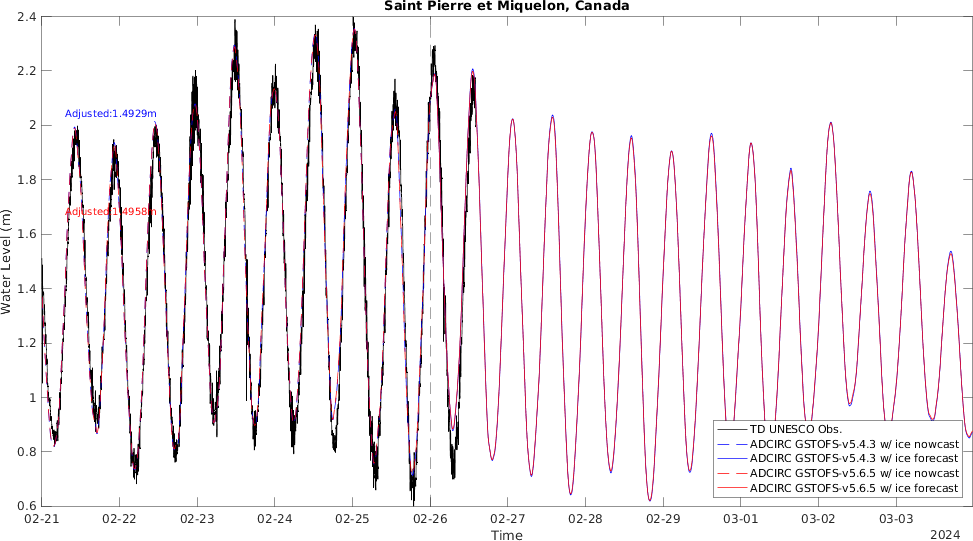 Saint Pierre et Miquelon, Canada
2.4
2.2
2
1.8
1.6
1.4
1.2
1
0.8
0.6
Water Level (m)
Adjusted:1.4929m
Adjusted:1.4958m
TD UNESCO Obs.
ADCIRC GSTOFS-v5.4.3 w/ ice nowcast
ADCIRC GSTOFS-v5.4.3 w/ ice forecast
ADCIRC GSTOFS-v5.6.5 w/ ice nowcast
ADCIRC GSTOFS-v5.6.5 w/ ice forecast
02-21 02-22 02-23 02-24 02-25 02-26 02-27 02-28 02-29 03-01 03-02 03-03
Time
2024